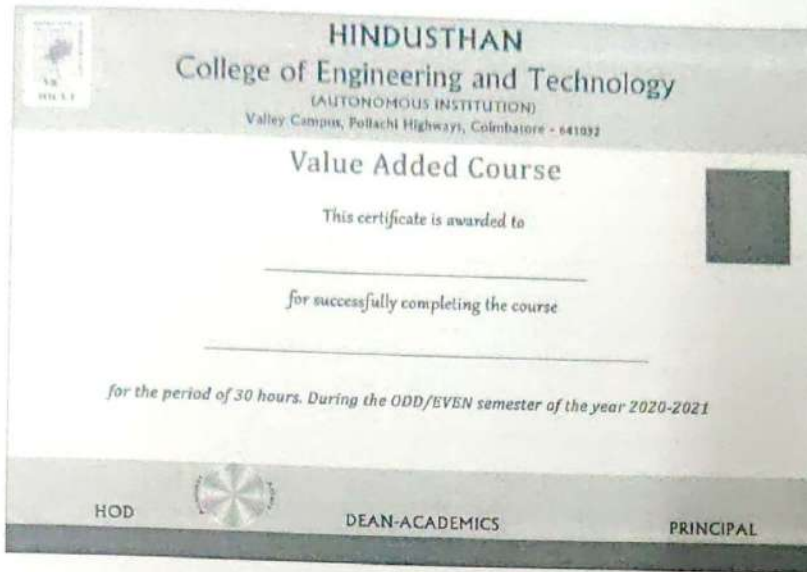 HINDUSTHAN
College of Engineering and Technology
(AUTONOMOUS INSTITUTION)
Valley Campus, Pollachi Highways, Coimbatore - 641032
Value Added Course
This certificate is awarded to
for successfully completing the course
for the period of 30 hours. During the ODD/EVEN semester of the year 2020-2021
HOD
DEAN-ACADEMICS
PRINCIPAL